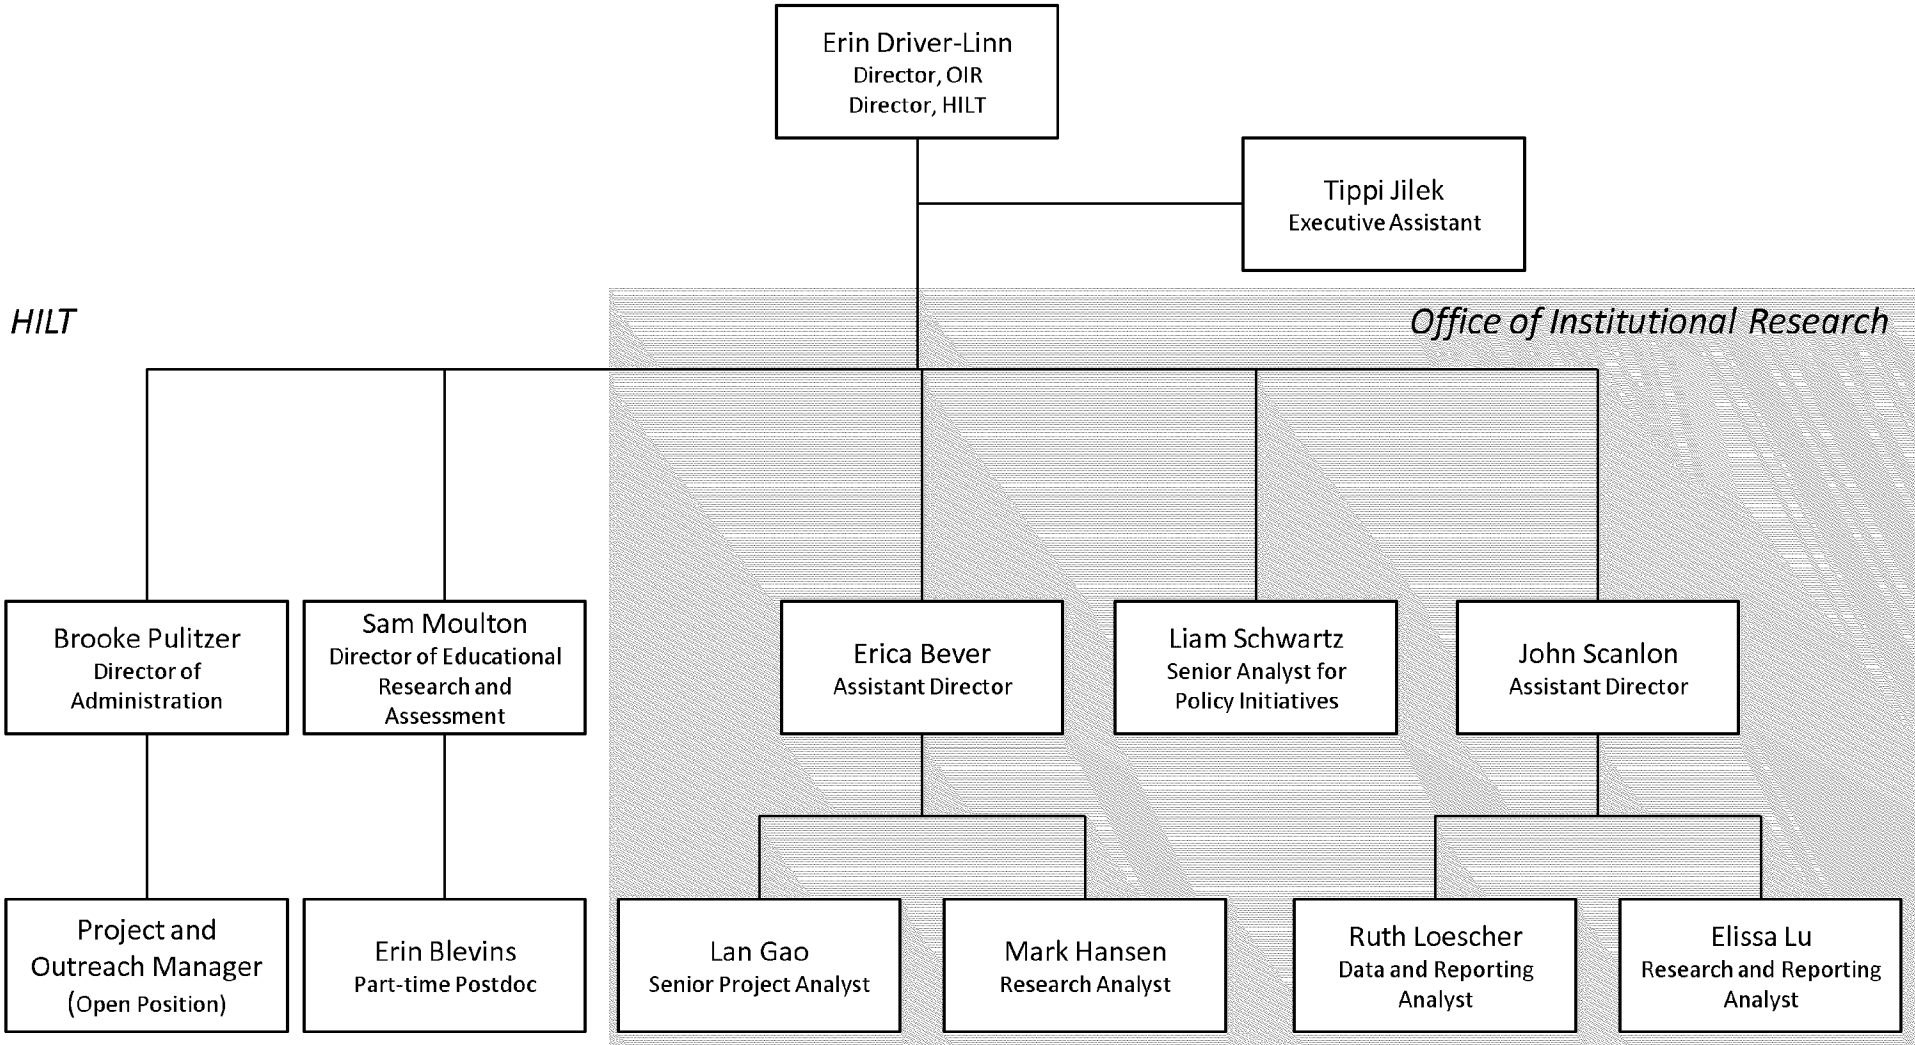 Erin Driver-Linn
Director, OIR
Director, HILT
Tippi Jilek
Executive Assistant
HILT
Office of Institutional Research
Brooke Pulitzer
Director of
Administration
Sam Moulton
Director of Educational
Research and
Assessment
Erica Bever
Assistant Director
Liam Schwartz
Senior Analyst for
Policy Initiatives
John Scanlon
Assistant Director
Project and
Outreach Manager
(Open Position)
Erin Blevins
Part-time Postdoc
Lan Gao
Senior Project Analyst
Mark Hansen
Research Analyst
Ruth Loescher
Data and Reporting
Analyst
Elissa Lu
Research and Reporting
Analyst